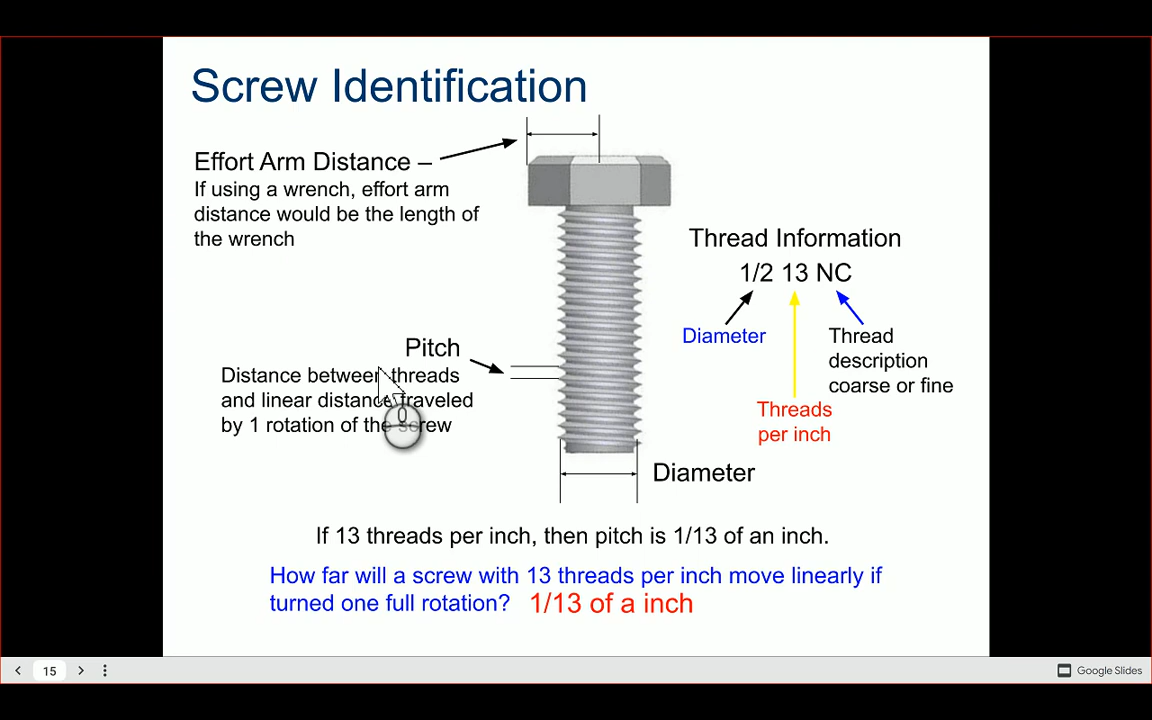 Screw Identification
Effort Arm Distance –
If using a wrench, effort arm
distance would be the length of
the wrench
Thread Information
1/2 13 NC
Diameter
Thread
description
coarse or fine
Threads
per inch
Pitch
Distance between threads
and linear distance traveled
by 1 rotation of the screw
Diameter
If 13 threads per inch, then pitch is 1/13 of an inch.
How far will a screw with 13 threads per inch move linearly if
turned one full rotation? 1/13 of a inch
15
Google Slides